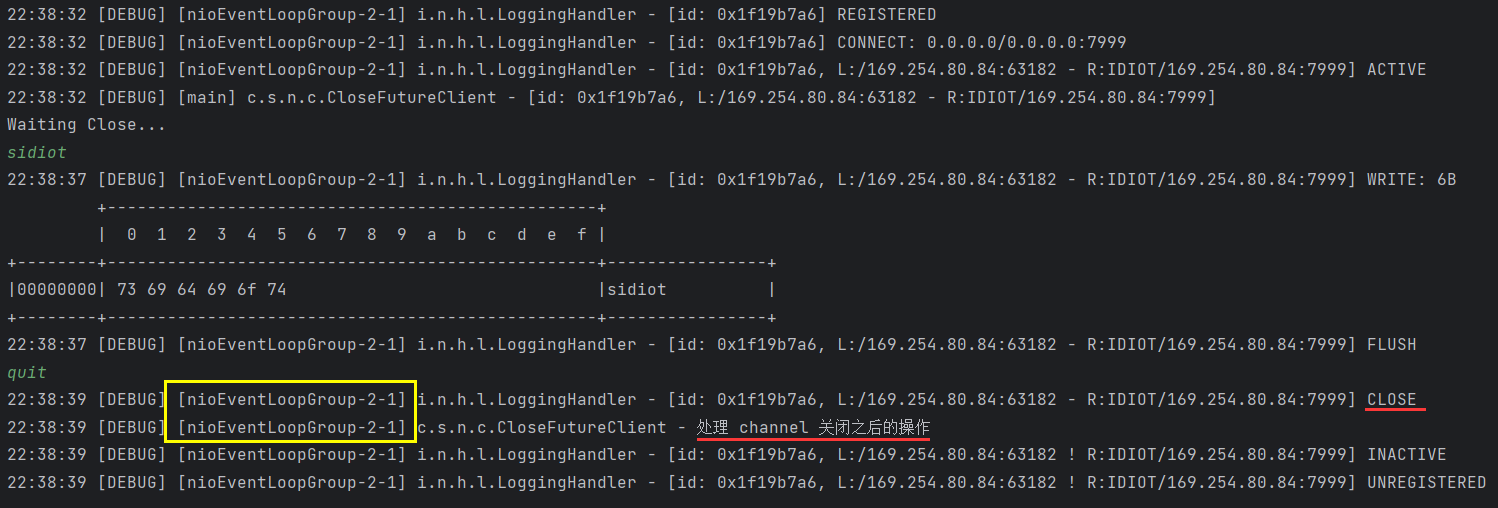 22:38:32 [DEBUG] [nioEventLoopGroup-2-1] i.n.h.l.LoggingHandler - [id: 0x1f19b7a6] REGISTERED
22:38:32 [DEBUG] [nioEventLoopGroup-2-1] i.n.h.l.LoggingHandler - [id: 0x1f19b7a6] CONNECT: 0.0.0.0/0.0.0.0:7999
22:38:32 [DEBUG] [nioEventLoopGroup-2-1] i.n.h.l.LoggingHandler - [id: 0x1f19b7a6, L:/169.254.80.84:63182 - R:IDIOT/169.254.80.84:7999] ACTIVE
22:38:32 [DEBUG] [main] c.s.n.c.CloseFutureClient - [id: 0x1f19b7a6, L:/169.254.80.84:63182 - R:IDIOT/169.254.80.84:7999]
Waiting Close...
sidiot
22:38:37 [DEBUG] [nioEventLoopGroup-2-1] i.n.h.l.LoggingHandler - [id: 0x1f19b7a6, L:/169.254.80.84:63182 - R:IDIOT/169.254.80.84:7999] WRITE: 6B
         +-------------------------------------------------+
         |  0  1  2  3  4  5  6  7  8  9  a  b  c  d  e  f |
+--------+-------------------------------------------------+----------------+
|00000000| 73 69 64 69 6f 74                               |sidiot          |
+--------+-------------------------------------------------+----------------+
22:38:37 [DEBUG] [nioEventLoopGroup-2-1] i.n.h.l.LoggingHandler - [id: 0x1f19b7a6, L:/169.254.80.84:63182 - R:IDIOT/169.254.80.84:7999] FLUSH
quit
22:38:39 [DEBUG] [nioEventLoopGroup-2-1] i.n.h.l.LoggingHandler - [id: 0x1f19b7a6, L:/169.254.80.84:63182 - R:IDIOT/169.254.80.84:7999] CLOSE
22:38:39 [DEBUG] [nioEventLoopGroup-2-1] c.s.n.c.CloseFutureClient - 处理 channel 关闭之后的操作
22:38:39 [DEBUG] [nioEventLoopGroup-2-1] i.n.h.l.LoggingHandler - [id: 0x1f19b7a6, L:/169.254.80.84:63182 ! R:IDIOT/169.254.80.84:7999] INACTIVE
22:38:39 [DEBUG] [nioEventLoopGroup-2-1] i.n.h.l.LoggingHandler - [id: 0x1f19b7a6, L:/169.254.80.84:63182 ! R:IDIOT/169.254.80.84:7999] UNREGISTERED